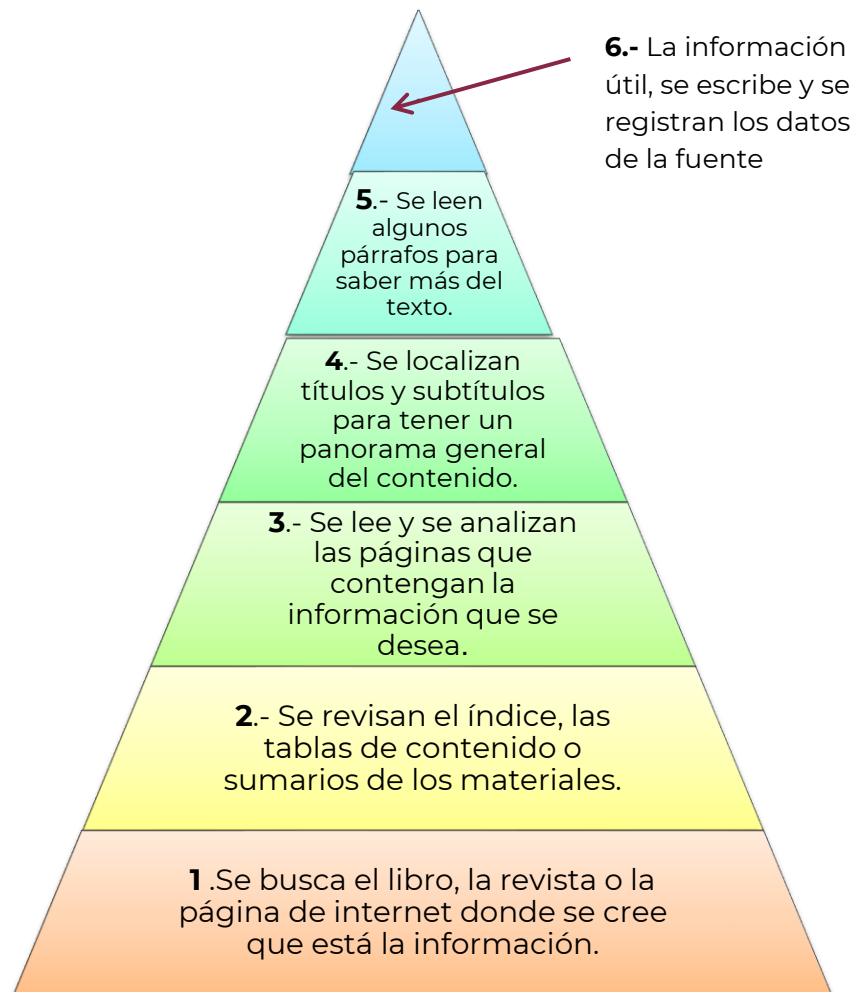 6.- La información
útil, se escribe y se
registran los datos
de la fuente
5.- Se leen
algunos
párrafos para
saber más del
texto.
4.- Se localizan
títulos y subtítulos
para tener un
panorama general
del contenido.
3.- Se lee y se analizan
las páginas que
contengan la
información que se
desea.
2.- Se revisan el índice, las
tablas de contenido o
sumarios de los materiales.
1 .Se busca el libro, la revista o la
página de internet donde se cree
que está la información.